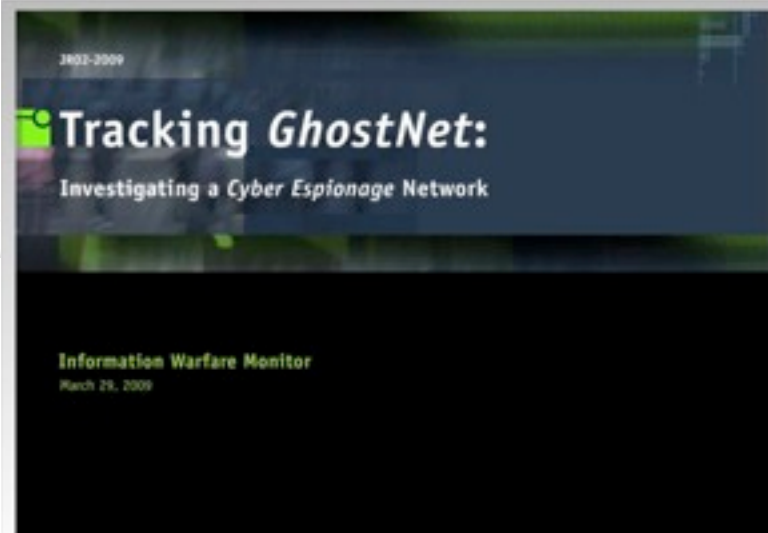 JR02-2009
Tracking GhostNet:
Investigating a Cyber Espionage Network
Information Warfare Monitor
March 29, 2009